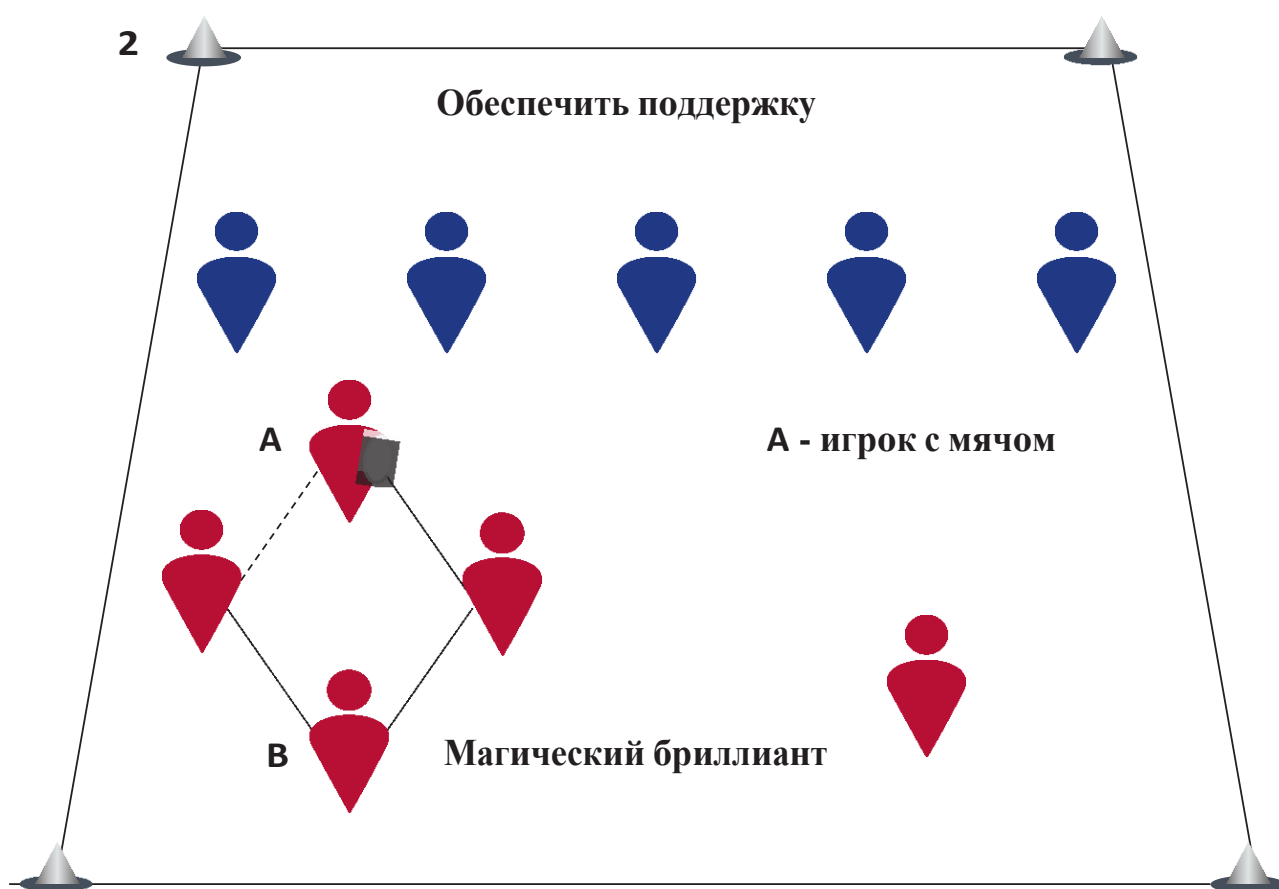 2
Обеспечить поддержку
A
A - игрок с мячом
B
Магический бриллиант